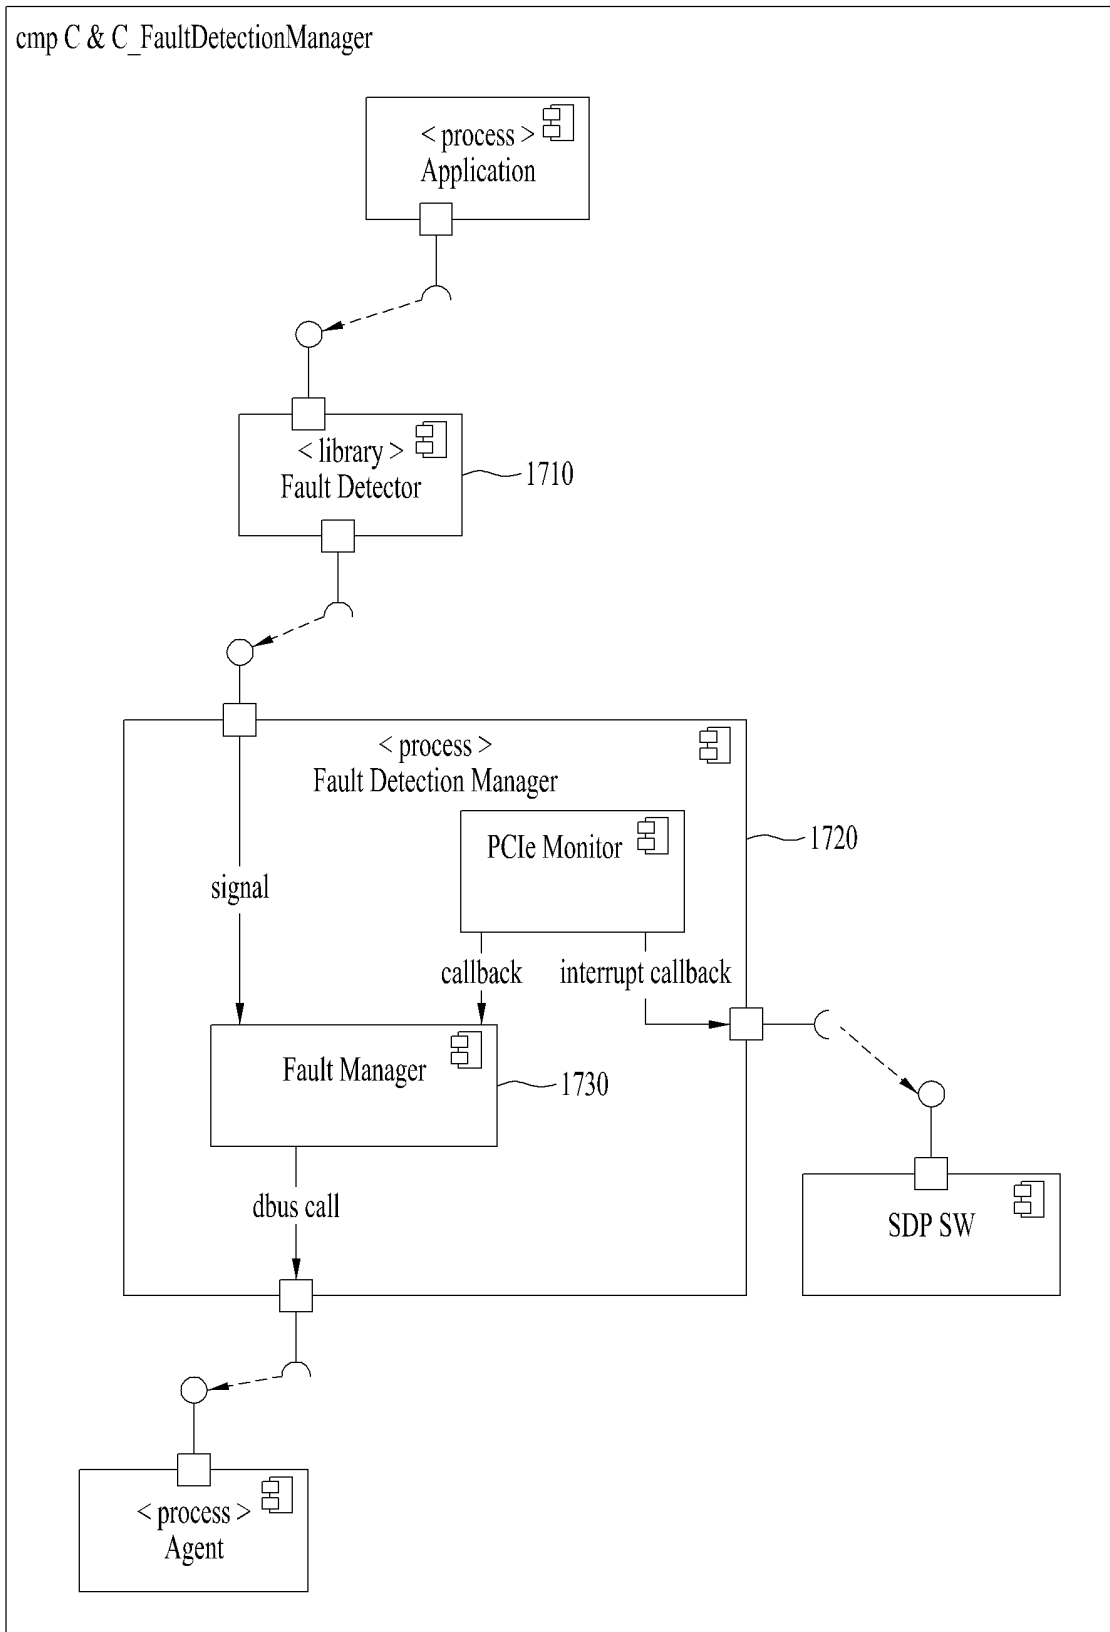 cmp C & C_FaultDetectionManager
< process >
Application
< library >
Fault Detector
1710
< process >
Fault Detection Manager
PCIe Monitor
1720
signal
callback
interrupt callback
Fault Manager
1730
dbus call
SDP SW
< process >
Agent